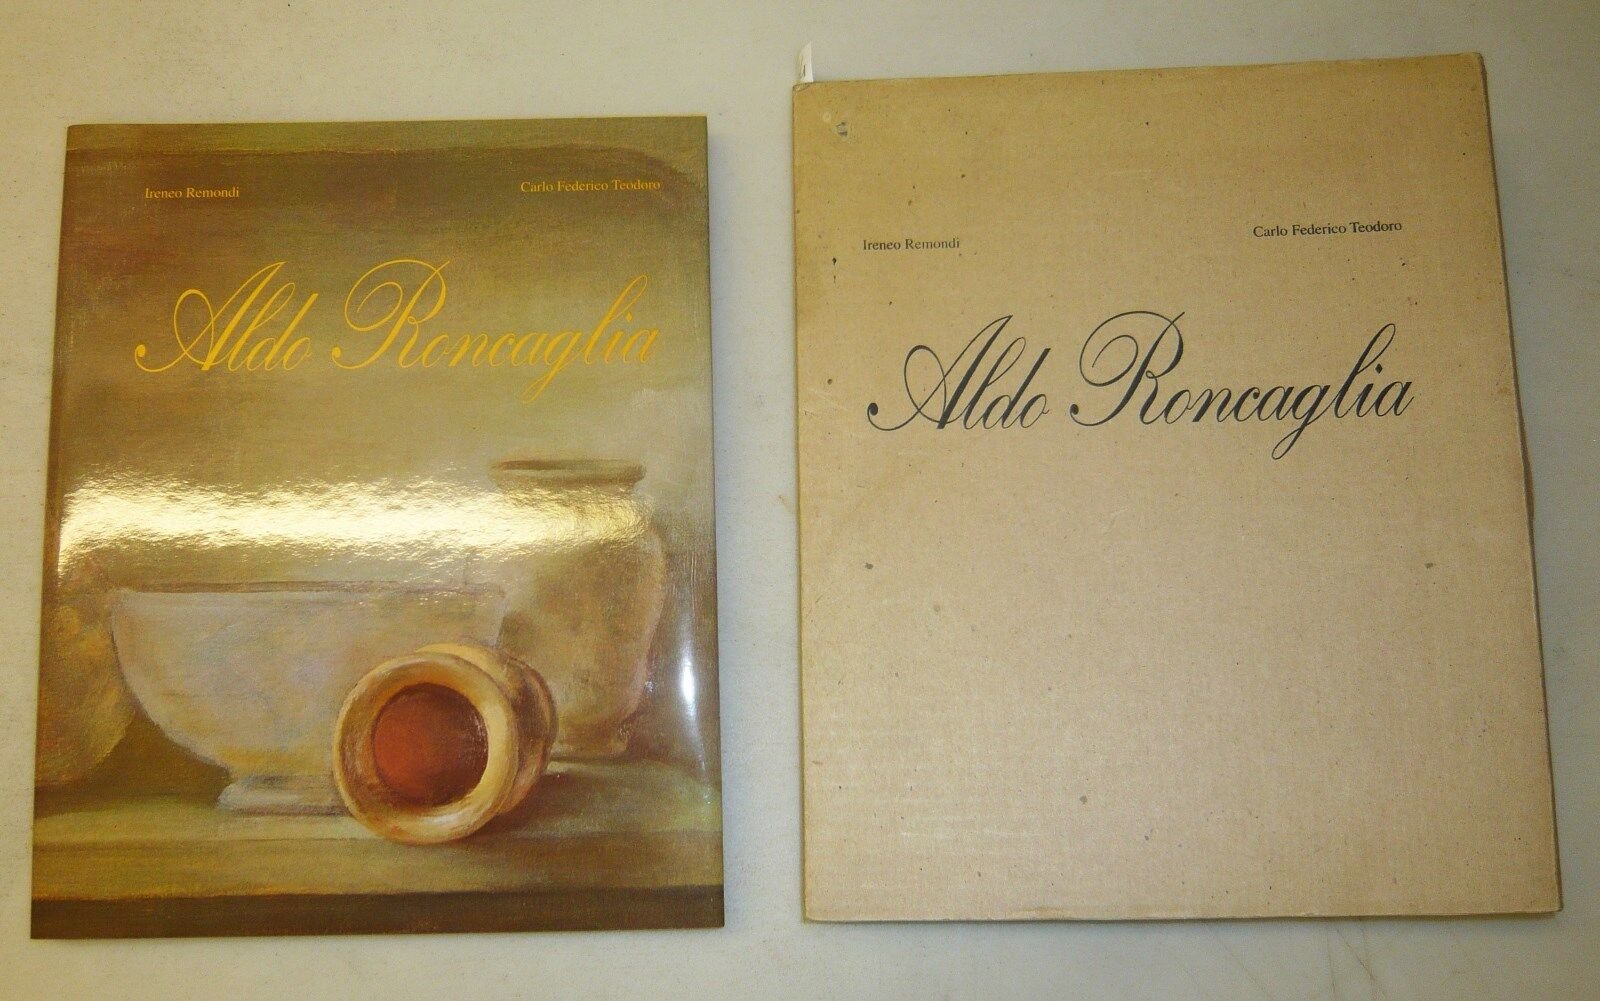 Ireneo Remondi
Carlo Federico Teodoro
Aldo Roncaglia
Ireneo Remondi
Carlo Federico Teodoro
Aldo Roncaglia